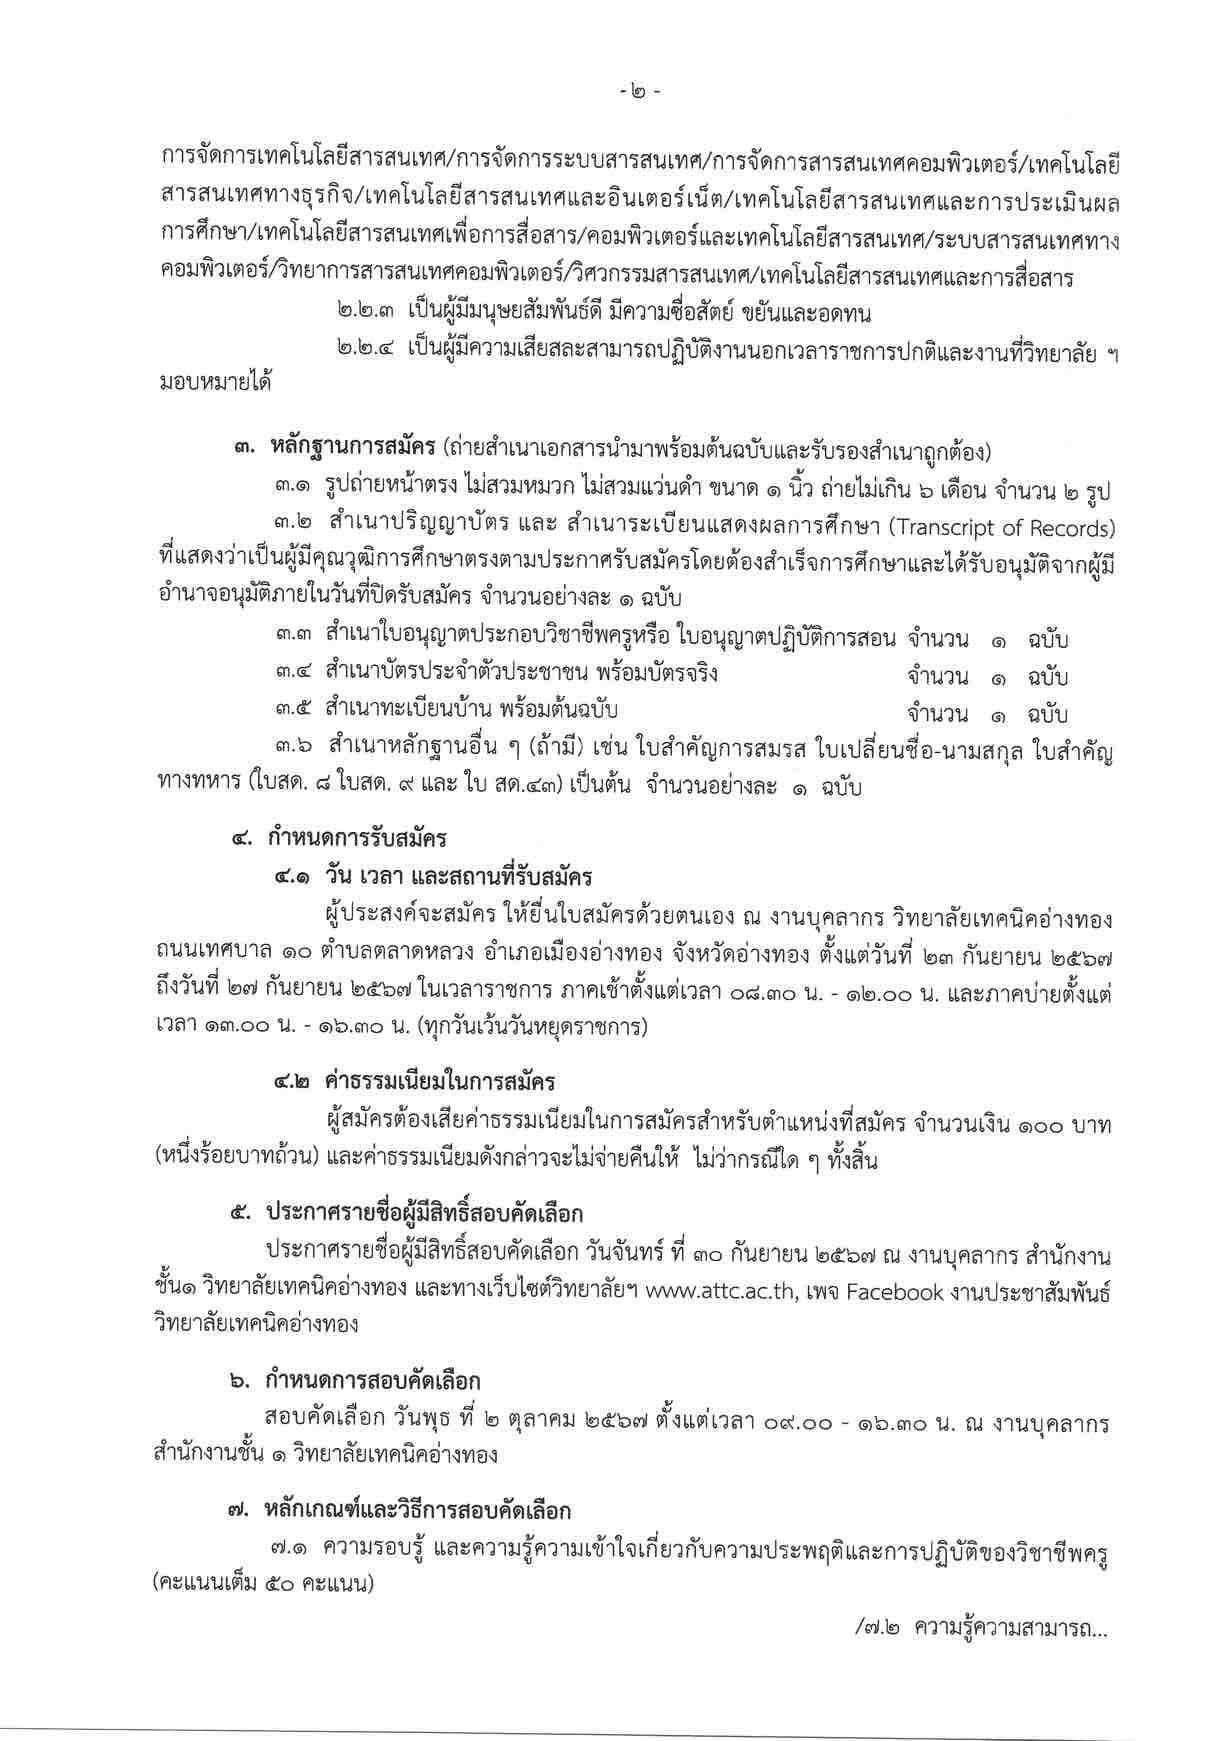 -๒ -
การจัดการเทคโนโลยีสารสนเทศ/การจัดการระบบสารสนเทศ/การจัดการสารสนเทศคอมพิวเตอร์/เทคโนโลยี
สารสนเทศทางธุรกิจ/เทคโนโลยีสารสนเทศและอินเตอร์เน็ต/เทคโนโลยีสารสนเทศและการประเมินผล
การศึกษา/เทคโนโลยีสารสนเทศเพื่อการสื่อสาร/คอมพิวเตอร์และเทคโนโลยีสารสนเทศ/ระบบสารสนเทศทาง
คอมพิวเตอร์/วิทยาการสารสนเทศคอมพิวเตอร์/วิศวกรรมสารสนเทศ/เทคโนโลยีสารสนเทศและการสื่อสาร
๒.๒.๓ เป็นผู้มีมนุษยสัมพันธ์ดี มีความซื่อสัตย์ ขยันและอดทน
๒.๒.๔ เป็นผู้มีความเสียสละสามารถปฏิบัติงานนอกเวลาราชการปกติและงานที่วิทยาลัย ฯ
มอบหมายได้
๓. หลักฐานการสมัคร (ถ่ายสำเนาเอกสารนำมาพร้อมต้นฉบับและรับรองสำเนาถูกต้อง)
๓.๑ รูปถ่ายหน้าตรง ไม่สวมหมวก ไม่สวมแว่นดำ ขนาด ๑ นิ้ว ถ่ายไม่เกิน ๖ เดือน จำนวน ๒ รูป
๓.๒ สำเนาปริญญาบัตร และ สำเนาระเบียนแสดงผลการศึกษา (Transcript of Records)
ที่แสดงว่าเป็นผู้มีคุณวุฒิการศึกษาตรงตามประกาศรับสมัครโดยต้องสำเร็จการศึกษาและได้รับอนุมัติจากผู้มี
อำนาจอนุมัติภายในวันที่ปิดรับสมัคร จำนวนอย่างละ ๑ ฉบับ
๓.๓ สำเนาใบอนุญาตประกอบวิชาชีพครูหรือ ใบอนุญาตปฏิบัติการสอน จำนวน ๑ ฉบับ
๓.๔ สำเนาบัตรประจำตัวประชาชน พร้อมบัตรจริง จำนวน ๑ ฉบับ
๓.๕ สำเนาทะเบียนบ้าน พร้อมต้นฉบับ จำนวน ๑ ฉบับ
๓.๖ สำเนาหลักฐานอื่น ๆ (ถ้ามี) เช่น ใบสำคัญการสมรส ใบเปลี่ยนชื่อ-นามสกุล ใบสำคัญ
ทางทหาร (ใบสด. ๘ ใบสด. ๙ และ ใบ สด.๔๓) เป็นต้น จำนวนอย่างละ ๑ ฉบับ
๔. กำหนดการรับสมัคร
๔.๑ วัน เวลา และสถานที่รับสมัคร
ผู้ประสงค์จะสมัคร ให้ยื่นใบสมัครด้วยตนเอง ณ งานบุคลากร วิทยาลัยเทคนิคอ่างทอง
ถนนเทศบาล ๑๐ ตำบลตลาดหลวง อำเภอเมืองอ่างทอง จังหวัดอ่างทอง ตั้งแต่วันที่ ๒๓ กันยายน ๒๕๖๗
ถึงวันที่ ๒๗ กันยายน ๒๕๖๗ ในเวลาราชการ ภาคเช้าตั้งแต่เวลา ๐๘.๓๐ น. - ๑๒.๐๐ น. และภาคบ่ายตั้งแต่
เวลา ๑๓.๐๐ น. - ๑๖.๓๐ น. (ทุกวันเว้นวันหยุดราชการ)
๔.๒ ค่าธรรมเนียมในการสมัคร
ผู้สมัครต้องเสียค่าธรรมเนียมในการสมัครสำหรับตำแหน่งที่สมัคร จำนวนเงิน ๑๐๐ บาท
(หนึ่งร้อยบาทถ้วน) และค่าธรรมเนียมดังกล่าวจะไม่จ่ายคืนให้ ไม่ว่ากรณีใด ๆ ทั้งสิ้น
๕. ประกาศรายชื่อผู้มีสิทธิ์สอบคัดเลือก
ประกาศรายชื่อผู้มีสิทธิ์สอบคัดเลือก วันจันทร์ ที่ ๓๐ กันยายน ๒๕๖๗ ณ งานบุคลากร สำนักงาน
ชั้น๑ วิทยาลัยเทคนิคอ่างทอง และทางเว็บไซต์วิทยาลัยฯ www.attc.ac.th, เพจ Facebook งานประชาสัมพันธ์
วิทยาลัยเทคนิคอ่างทอง
๖. กำหนดการสอบคัดเลือก
สอบคัดเลือก วันพุธ ที่ ๒ ตุลาคม ๒๕๖๗ ตั้งแต่เวลา ๐๙.๐๐ - ๑๖.๓๐ น. ณ งานบุคลากร
สำนักงานชั้น ๑ วิทยาลัยเทคนิคอ่างทอง
๗. หลักเกณฑ์และวิธีการสอบคัดเลือก
๗.๑ ความรอบรู้ และความรู้ความเข้าใจเกี่ยวกับความประพฤติและการปฏิบัติของวิชาชีพครู
(คะแนนเต็ม ๕๐ คะแนน)
/๗.๒ ความรู้ความสามารถ...